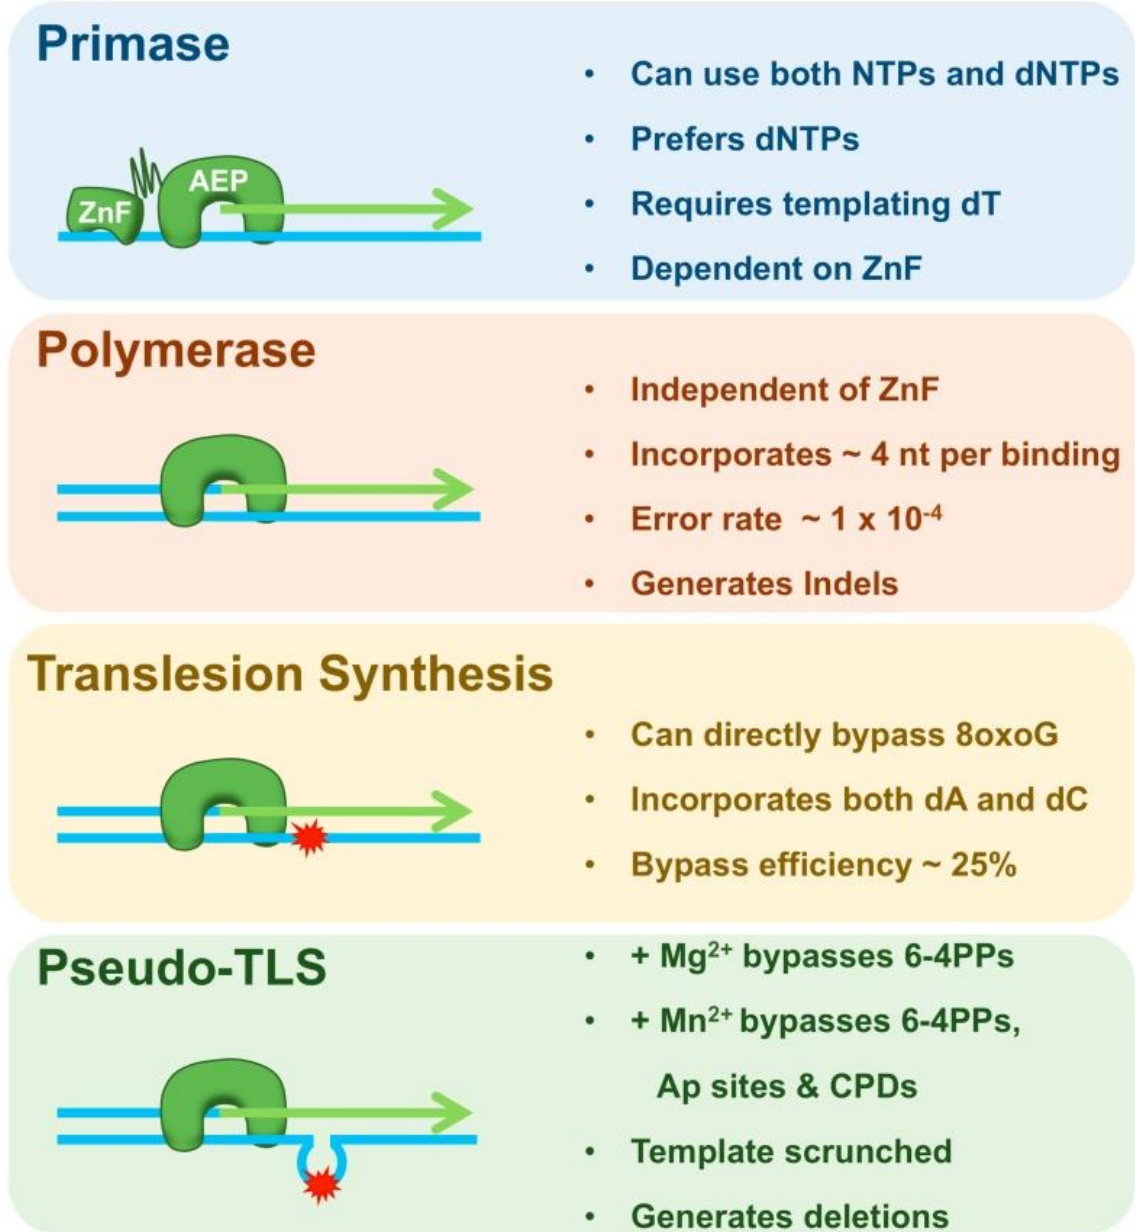 Primase
ZnF
AEP
• Can use both NTPs and dNTPs
• Prefers dNTPs
• Requires templating dT
• Dependent on ZnF
Polymerase
• Independent of ZnF
• Incorporates ~ 4 nt per binding
• Error rate ~ 1 x 10⁻⁴
• Generates Indels
Translesion Synthesis
• Can directly bypass 8oxoG
• Incorporates both dA and dC
• Bypass efficiency ~ 25%
Pseudo-TLS
• + Mg²⁺ bypasses 6-4PPs
• + Mn²⁺ bypasses 6-4PPs,
Ap sites & CPDs
• Template scrunched
• Generates deletions